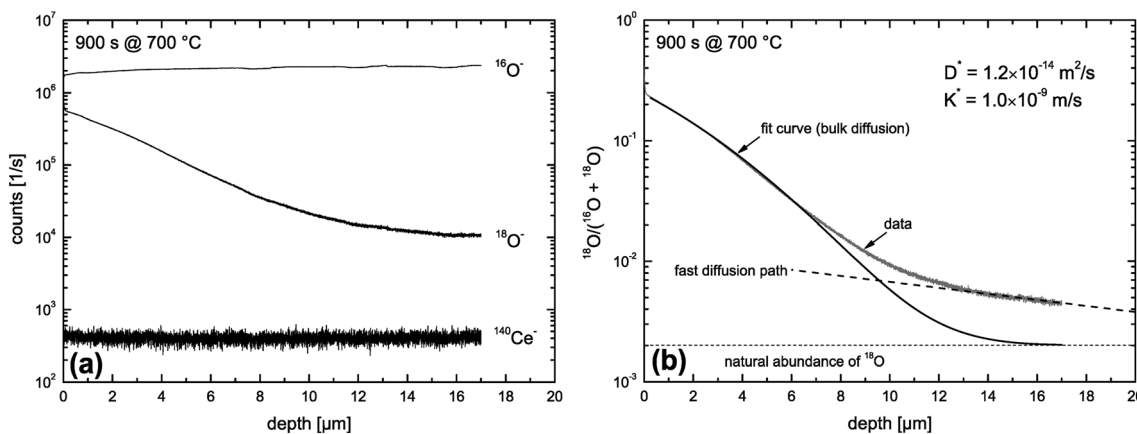 900 s @ 700 °C
¹⁶O⁻
¹⁸O⁻
¹⁴⁰Ce⁻
(a)
counts [1/s]
10⁷
10⁶
10⁵
10⁴
10³
10²
0 2 4 6 8 10 12 14 16 18 20
depth [µm]
900 s @ 700 °C
D* = 1.2×10⁻¹⁴ m²/s
K* = 1.0×10⁻⁹ m/s
fit curve (bulk diffusion)
data
fast diffusion path
natural abundance of ¹⁸O
(b)
¹⁸O/(¹⁶O + ¹⁸O)
10⁰
10⁻¹
10⁻²
10⁻³
0 2 4 6 8 10 12 14 16 18 20
depth [µm]